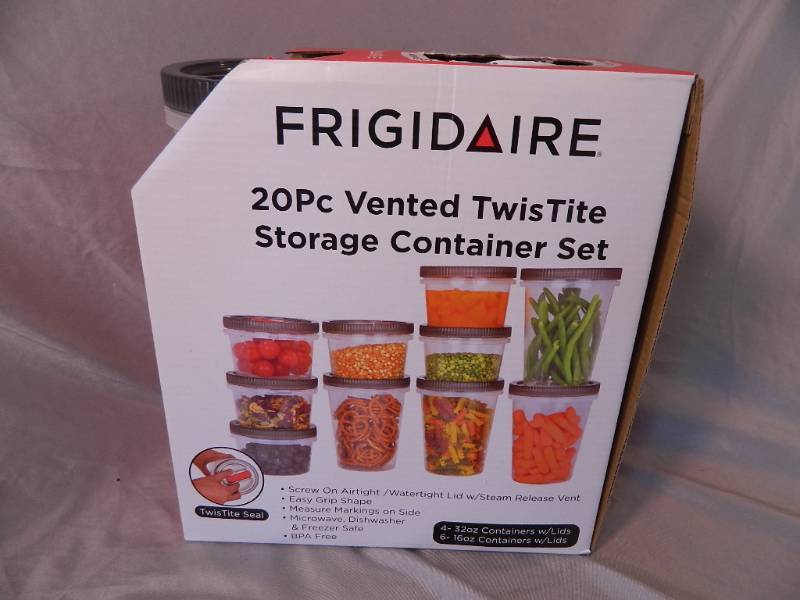 FRIGIDAIRE
20Pc Vented TwisTite
Storage Container Set
• Screw On Airtight /Watertight Lid w/Steam Release Vent
• Easy Grip Shape
• Measure Markings on Side
• Microwave, Dishwasher
& Freezer Safe
• BPA Free
TwisTite Seal
4- 32oz Containers w/Lids
6- 16oz Containers w/Lids